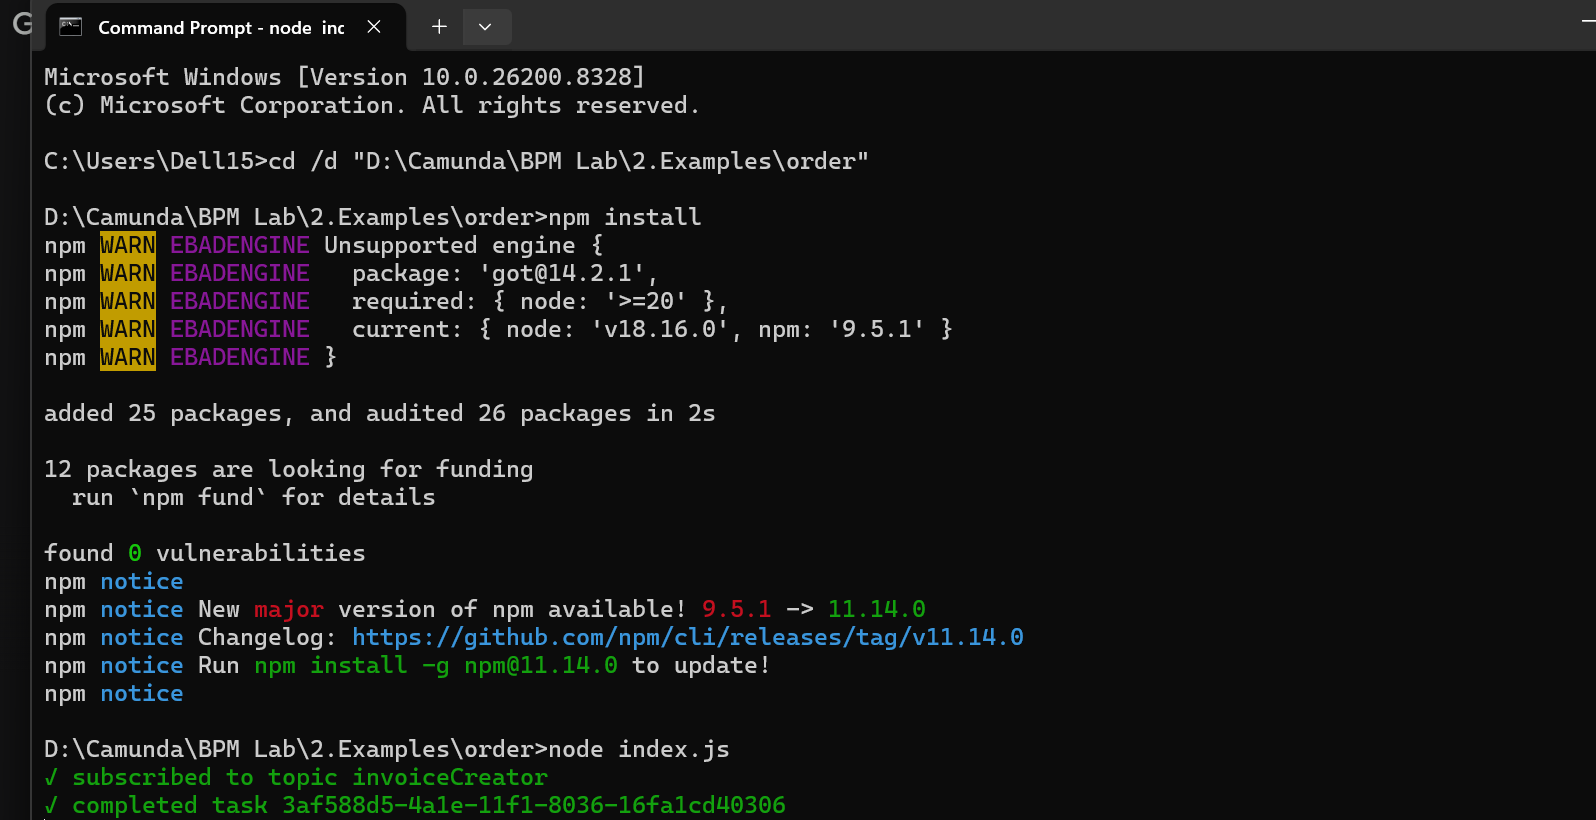 G
Command Prompt - node inc
Microsoft Windows [Version 10.0.26200.8328]
(c) Microsoft Corporation. All rights reserved.
C:\Users\Dell15>cd /d "D:\Camunda\BPM Lab\2.Examples\order"
D:\Camunda\BPM Lab\2.Examples\order>npm install
npm WARN EBADENGINE Unsupported engine {
npm WARN EBADENGINE   package: 'got@14.2.1',
npm WARN EBADENGINE   required: { node: '>=20' },
npm WARN EBADENGINE   current: { node: 'v18.16.0', npm: '9.5.1' }
npm WARN EBADENGINE }
added 25 packages, and audited 26 packages in 2s
12 packages are looking for funding
  run `npm fund` for details
found 0 vulnerabilities
npm notice
npm notice New major version of npm available! 9.5.1 -> 11.14.0
npm notice Changelog: https://github.com/npm/cli/releases/tag/v11.14.0
npm notice Run npm install -g npm@11.14.0 to update!
npm notice
D:\Camunda\BPM Lab\2.Examples\order>node index.js
√ subscribed to topic invoiceCreator
√ completed task 3af588d5-4a1e-11f1-8036-16fa1cd40306